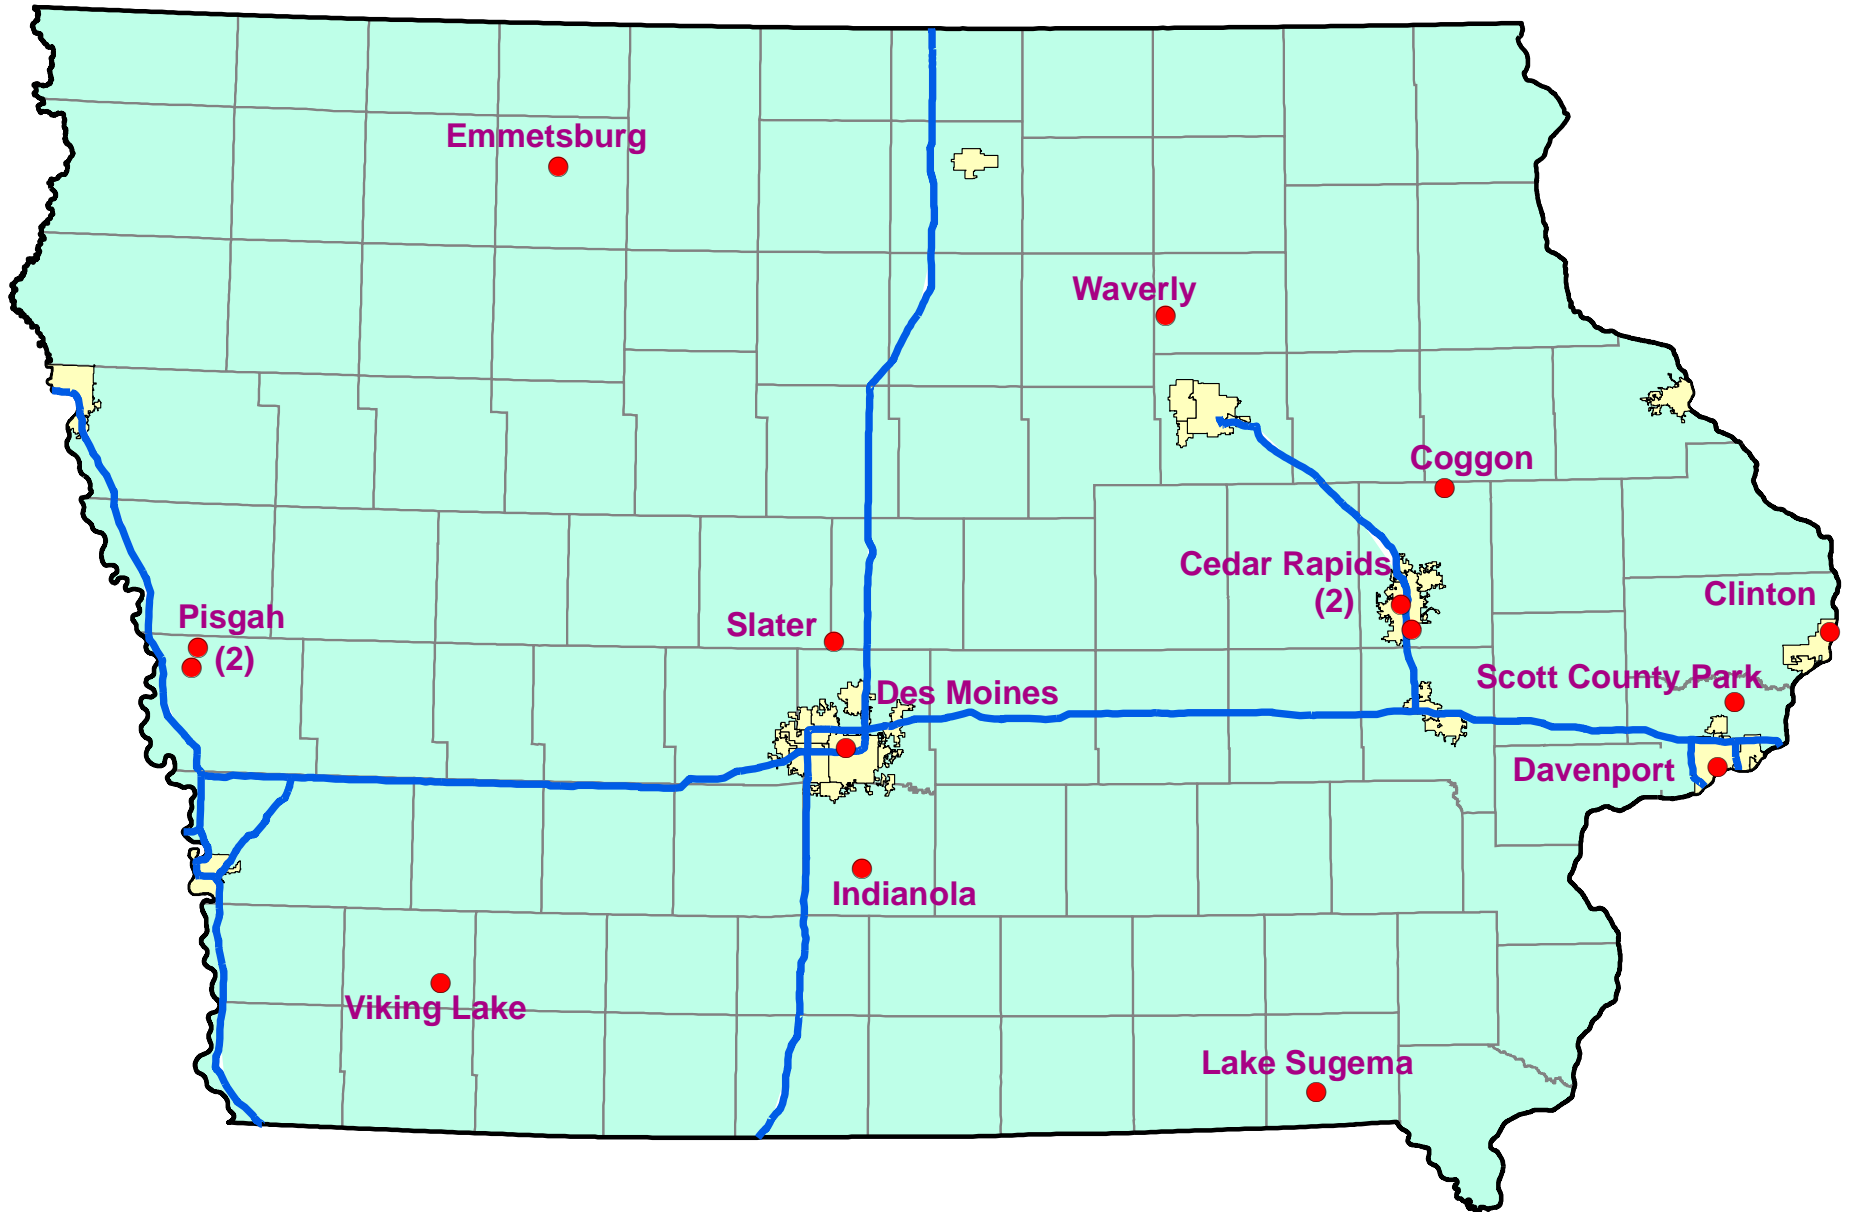 Emmetsburg
Waverly
Coggon
Cedar Rapids
(2)
Clinton
Pisgah
(2)
Slater
Des Moines
Scott County Park
Davenport
Indianola
Viking Lake
Lake Sugema